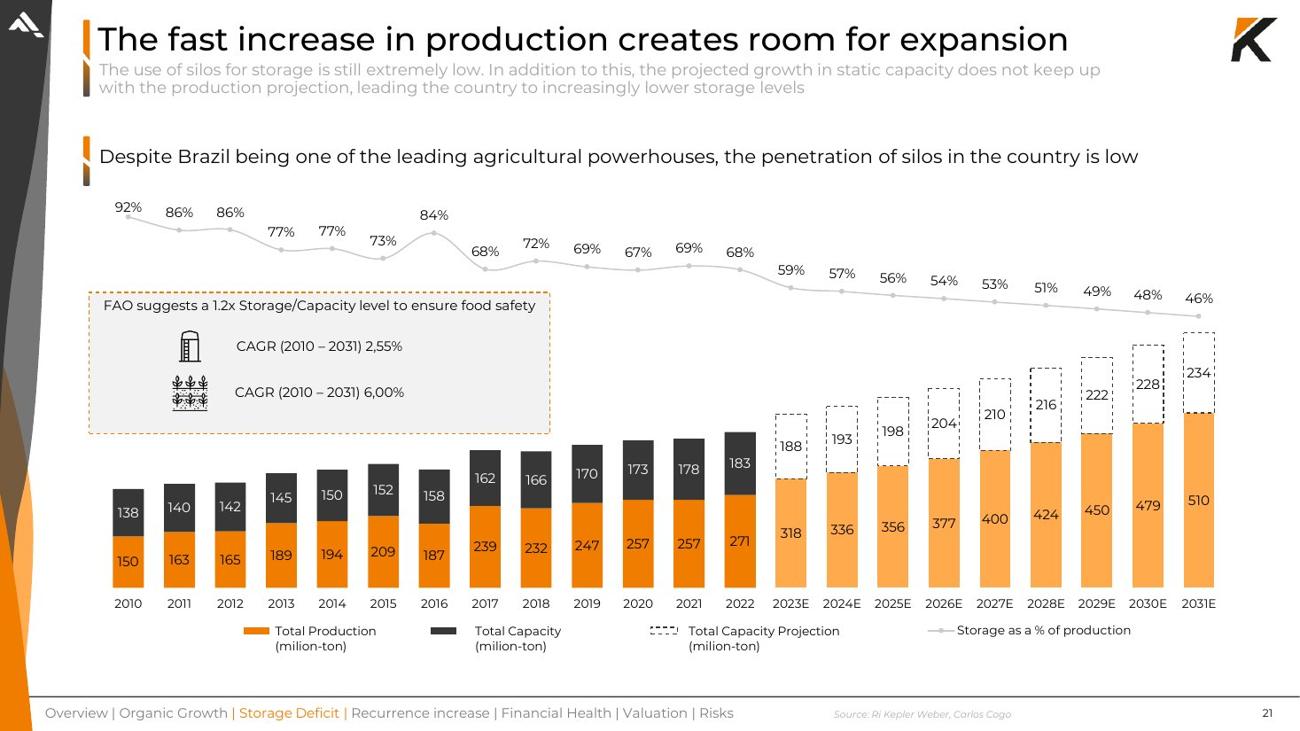 The fast increase in production creates room for expansion
The use of silos for storage is still extremely low. In addition to this, the projected growth in static capacity does not keep up
with the production projection, leading the country to increasingly lower storage levels
Despite Brazil being one of the leading agricultural powerhouses, the penetration of silos in the country is low
92% 86% 86% 77% 77% 73% 84% 68% 72% 69% 67% 69% 68% 59% 57% 56% 54% 53% 51% 49% 48% 46%
FAO suggests a 1.2x Storage/Capacity level to ensure food safety
CAGR (2010 – 2031) 2,55%
CAGR (2010 – 2031) 6,00%
138 140 142 145 150 152 158 162 166 170 173 178 183 188 193 198 204 210 216 222 228 234
150 163 165 189 194 209 187 239 232 247 257 257 271 318 336 356 377 400 424 450 479 510
2010 2011 2012 2013 2014 2015 2016 2017 2018 2019 2020 2021 2022 2023E 2024E 2025E 2026E 2027E 2028E 2029E 2030E 2031E
Total Production
(milion-ton)
Total Capacity
(milion-ton)
Total Capacity Projection
(milion-ton)
Storage as a % of production
Overview | Organic Growth | Storage Deficit | Recurrence increase | Financial Health | Valuation | Risks
Source: Ri Kepler Weber, Carlos Cogo
21